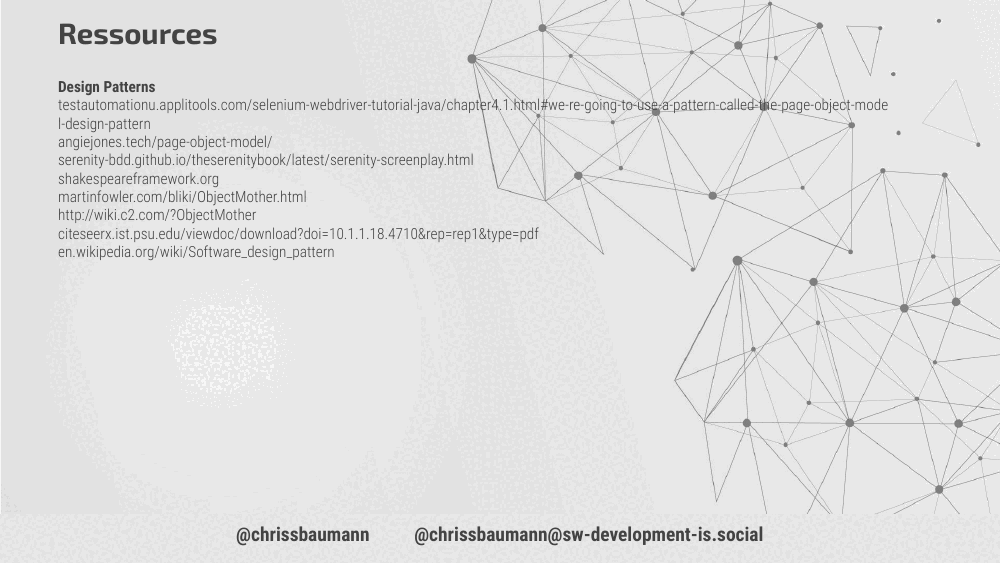 Ressources
Design Patterns
testautomationu.applitools.com/selenium-webdriver-tutorial-java/chapter4.1.html#we-re-going-to-use-a-pattern-called-the-page-object-mode
l-design-pattern
angiejones.tech/page-object-model/
serenity-bdd.github.io/theserenitybook/latest/serenity-screenplay.html
shakespeareframework.org
martinfowler.com/bliki/ObjectMother.html
http://wiki.c2.com/?ObjectMother
citeseerx.ist.psu.edu/viewdoc/download?doi=10.1.1.18.4710&rep=rep1&type=pdf
en.wikipedia.org/wiki/Software_design_pattern
@chrissbaumann @chrissbaumann@sw-development-is.social